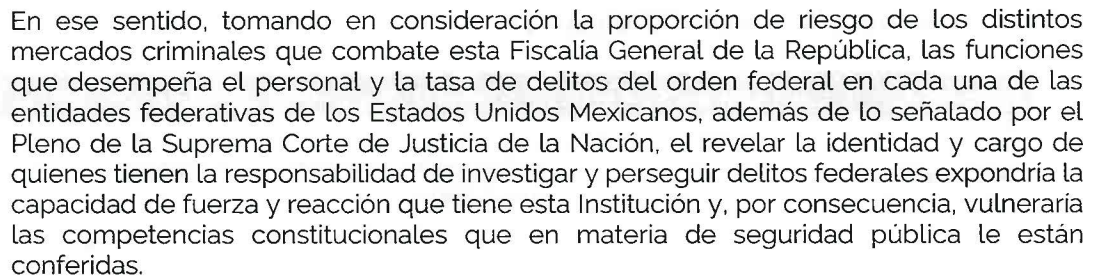 En ese sentido, tomando en consideración la proporción de riesgo de los distintos
mercados criminales que combate esta Fiscalía General de la República, las funciones
que desempeña el personal y la tasa de delitos del orden federal en cada una de las
entidades federativas de los Estados Unidos Mexicanos, además de lo señalado por el
Pleno de la Suprema Corte de Justicia de la Nación, el revelar la identidad y cargo de
quienes tienen la responsabilidad de investigar y perseguir delitos federales expondría la
capacidad de fuerza y reacción que tiene esta Institución y, por consecuencia, vulneraría
las competencias constitucionales que en materia de seguridad pública le están
conferidas.